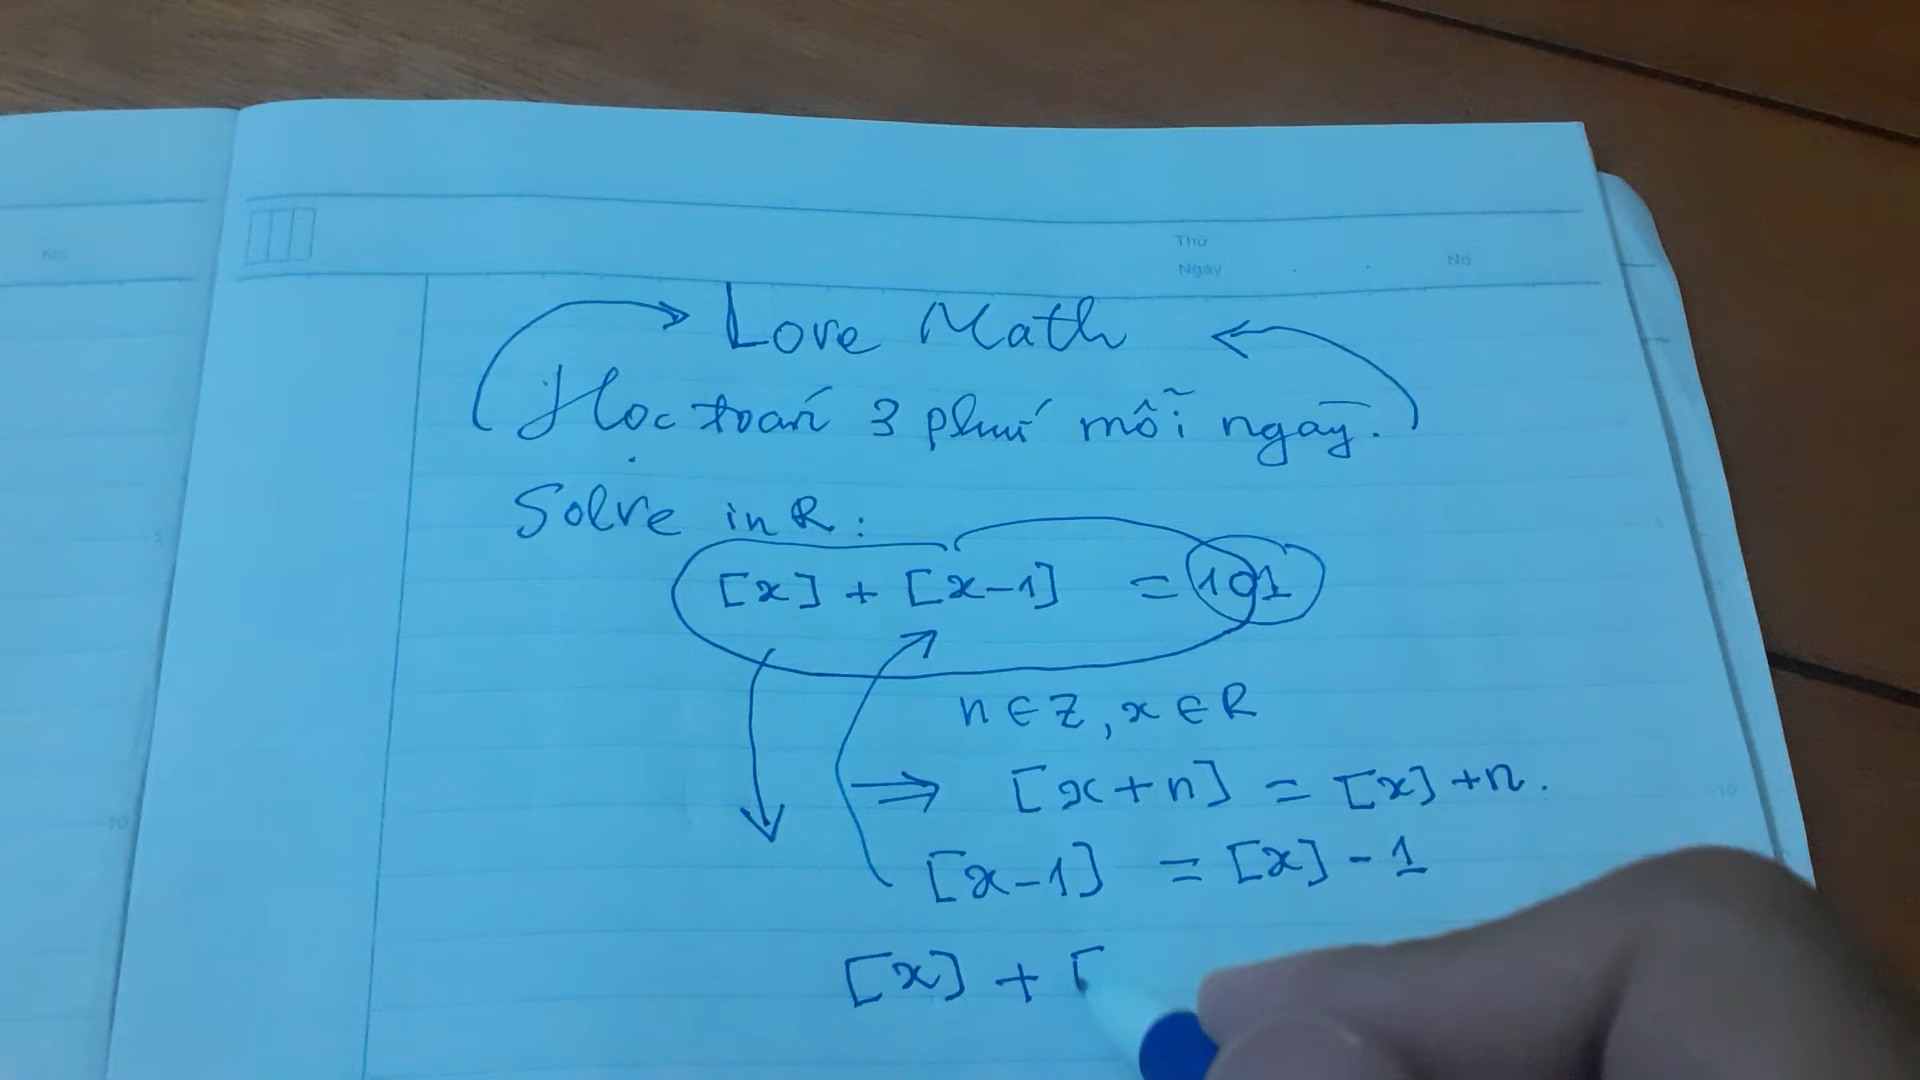 Thứ
Ngày
No
Love Math
Học toán 3 phút mỗi ngày.
Solve in R:
[x] + [x-1] = 101
n ∈ Z, x ∈ R
⇒ [x+n] = [x]+n.
[x-1] = [x] - 1
[x] + [